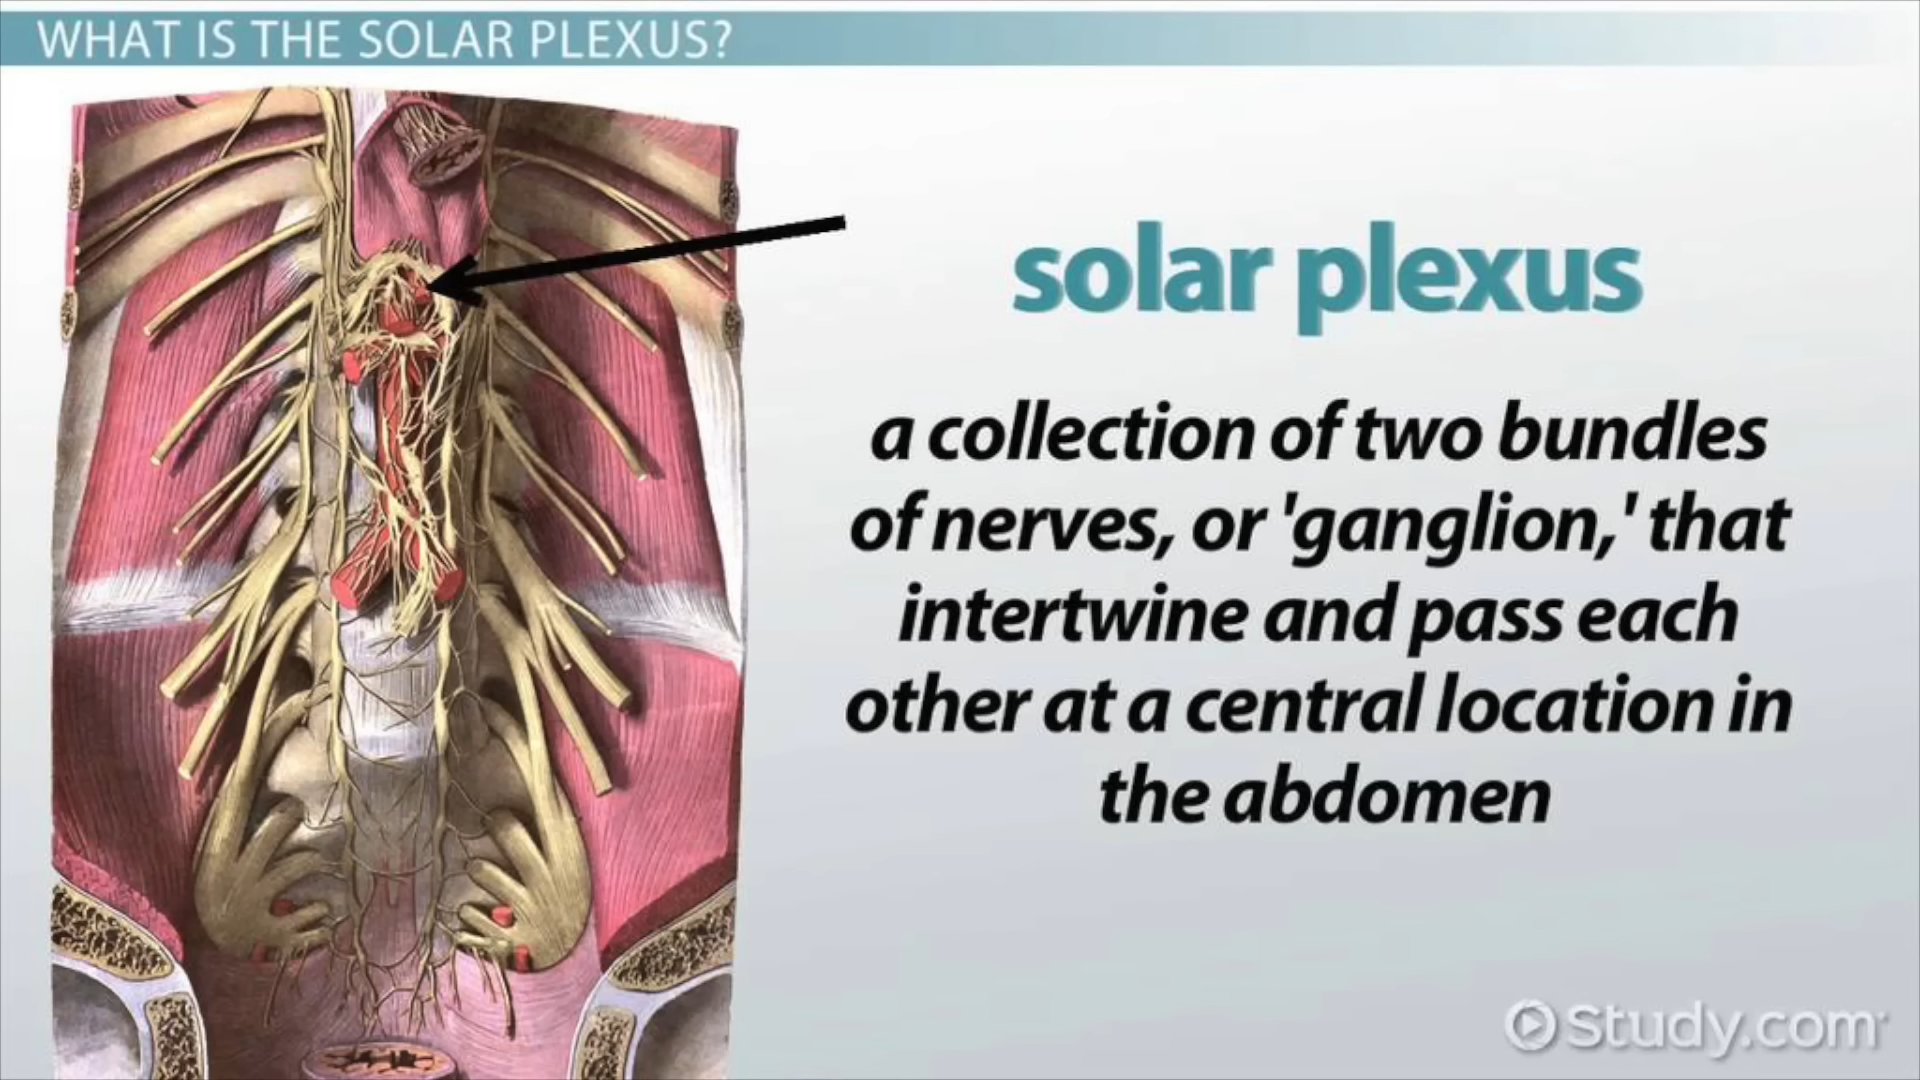 WHAT IS THE SOLAR PLEXUS?
solar plexus
a collection of two bundles
of nerves, or 'ganglion,' that
intertwine and pass each
other at a central location in
the abdomen
Study.com